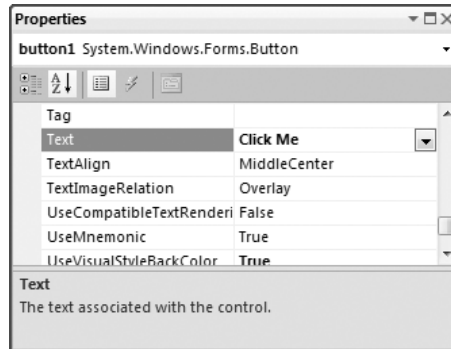 Properties
button1 System.Windows.Forms.Button
Tag
Text Click Me
TextAlign MiddleCenter
TextImageRelation Overlay
UseCompatibleTextRenderi False
UseMnemonic True
UseVisualStyleBackColor True
Text
The text associated with the control.